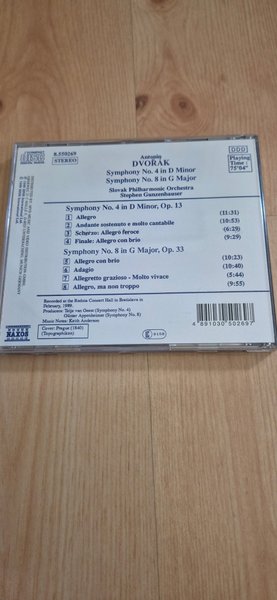 8.550269
STEREO
Antonín
DVOŘÁK
Symphony No. 4 in D Minor
Symphony No. 8 in G Major
Slovak Philharmonic Orchestra
Stephen Gunzenhauser
DDD
Playing
Time :
75'04"
Symphony No. 4 in D Minor, Op. 13
1 Allegro (11:31)
2 Andante sostenuto e molto cantabile (10:53)
3 Scherzo: Allegro feroce (6:29)
4 Finale: Allegro con brio (9:29)
Symphony No. 8 in G Major, Op. 33
5 Allegro con brio (10:23)
6 Adagio (10:40)
7 Allegretto grazioso - Molto vivace (5:44)
8 Allegro, ma non troppo (9:55)
Recorded at the Reduta Concert Hall in Bratislava in
February, 1989.
Producers: Teije van Geest (Symphony No. 4)
Music Notes: Keith Anderson
Cover: Prague (1840)
4 891030 502697
NAXOS